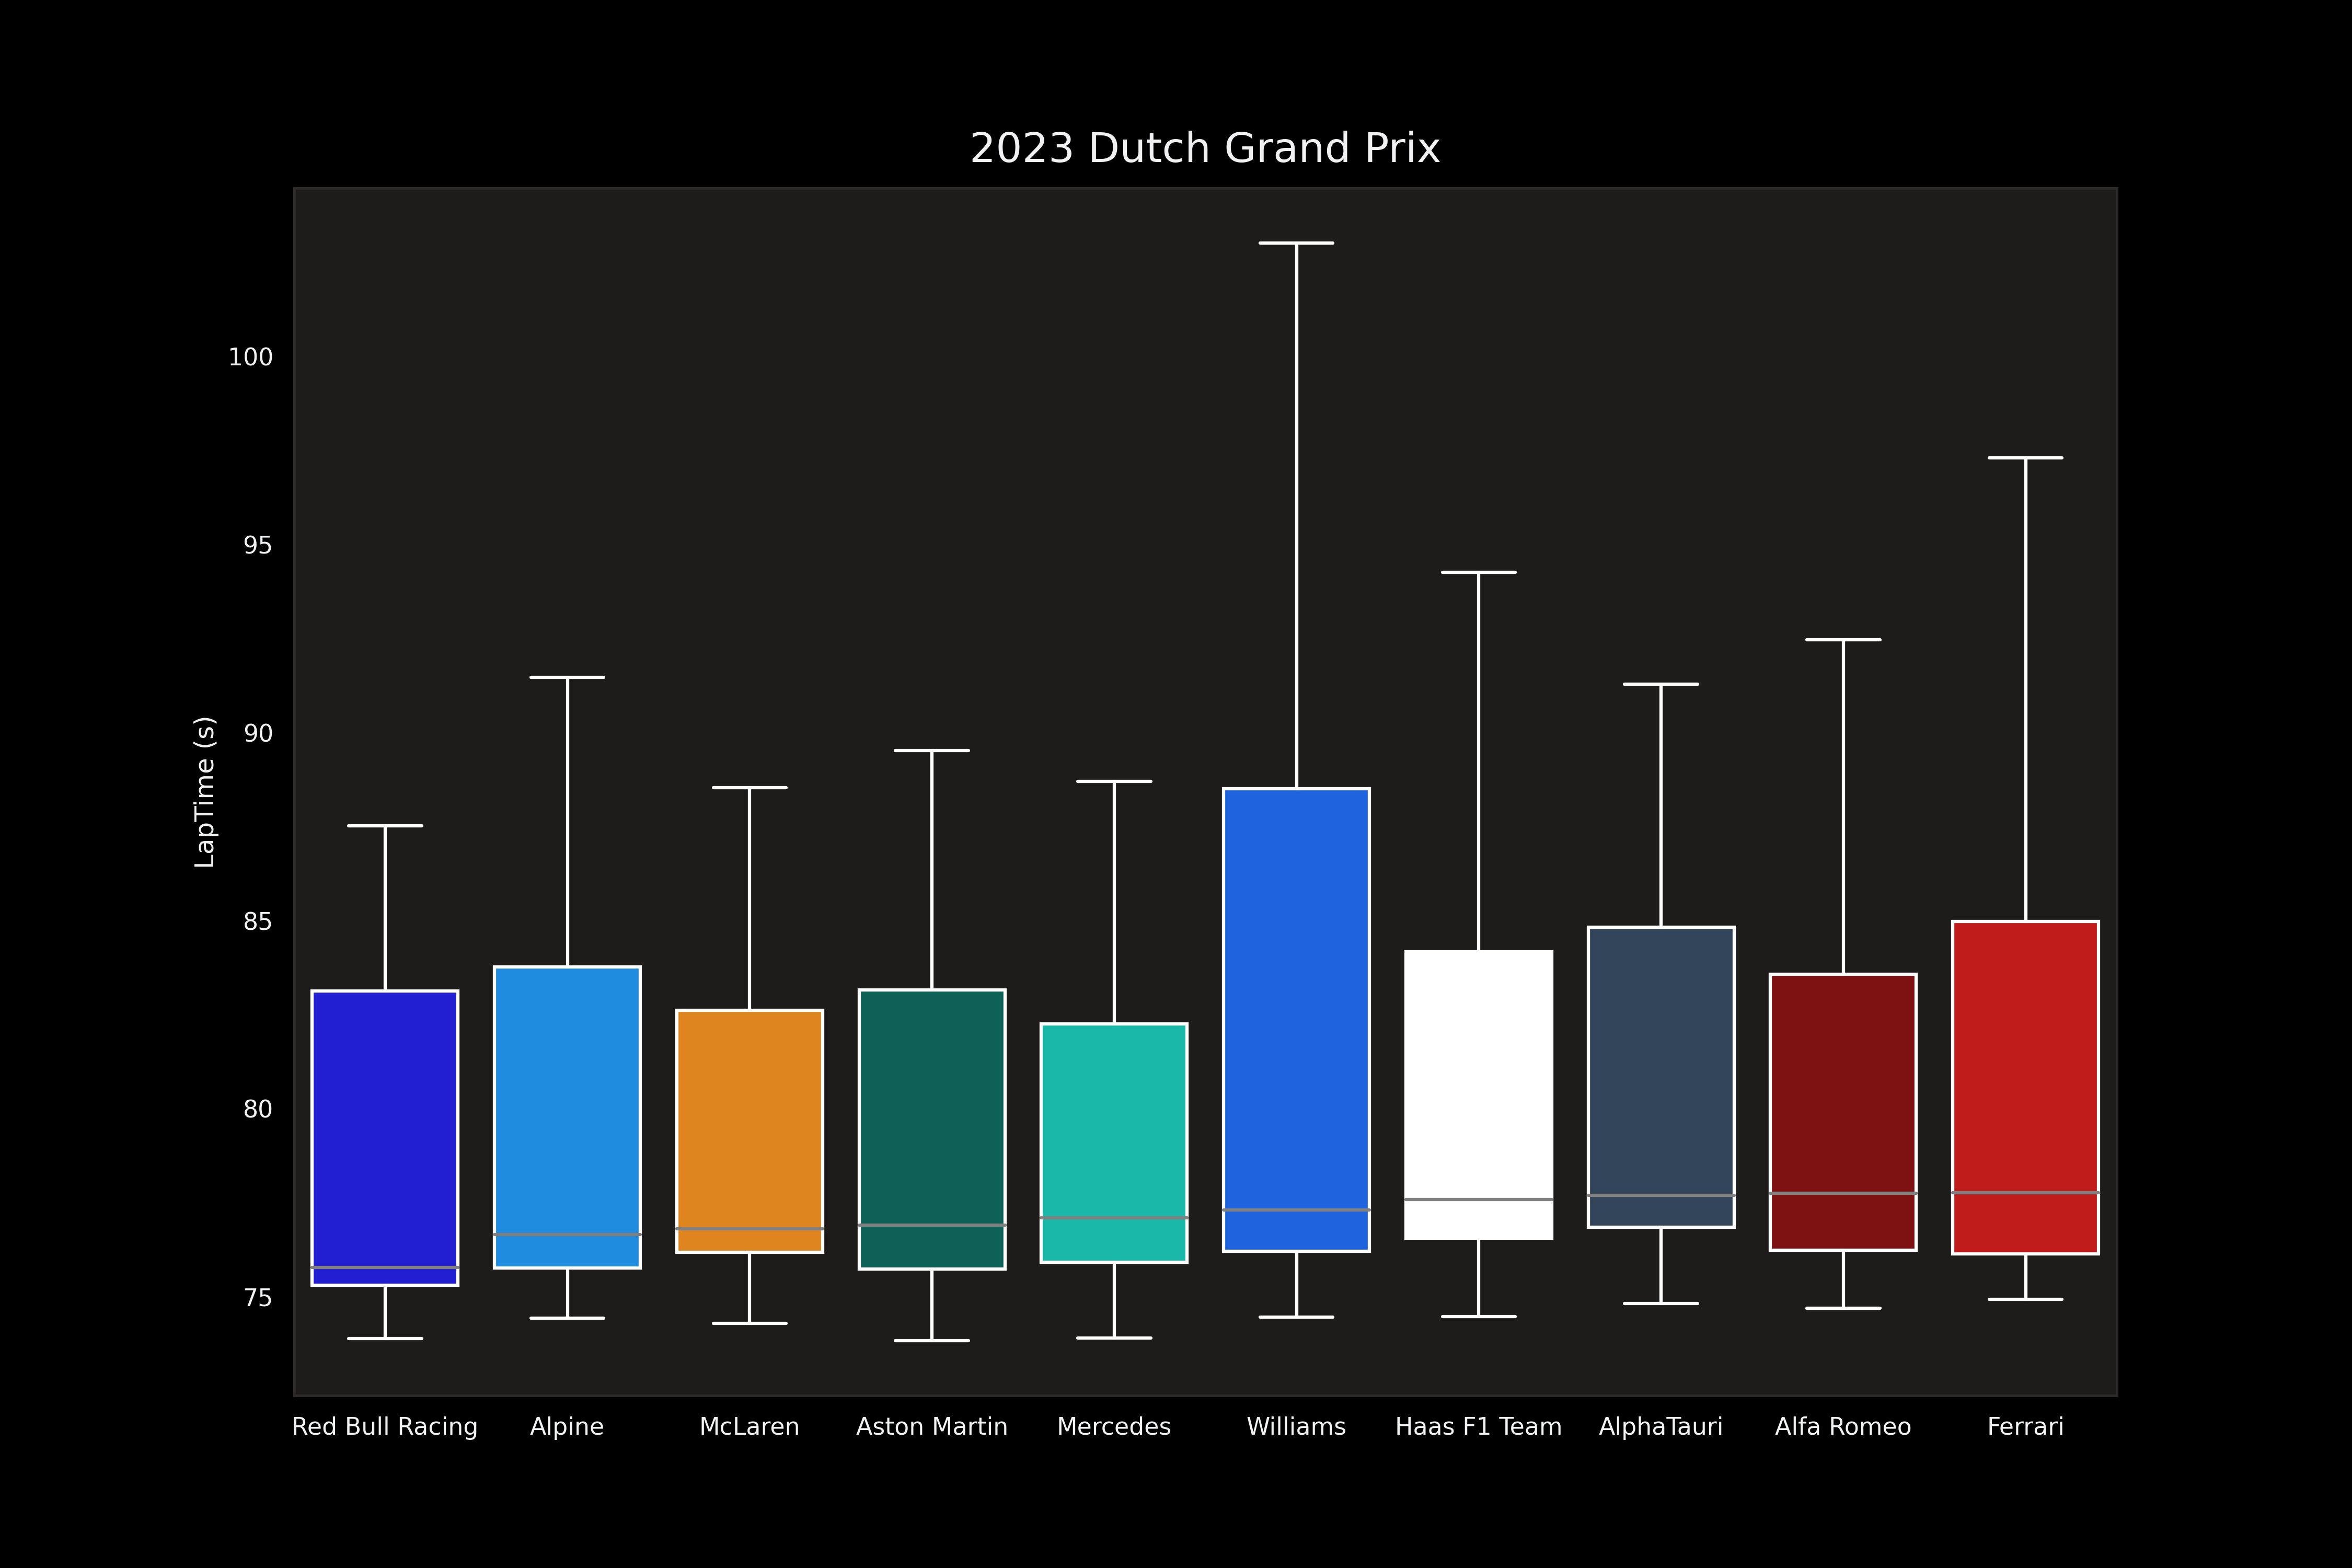 2023 Dutch Grand Prix
LapTime (s)
100
95
90
85
80
75
Red Bull Racing
Alpine
McLaren
Aston Martin
Mercedes
Williams
Haas F1 Team
AlphaTauri
Alfa Romeo
Ferrari